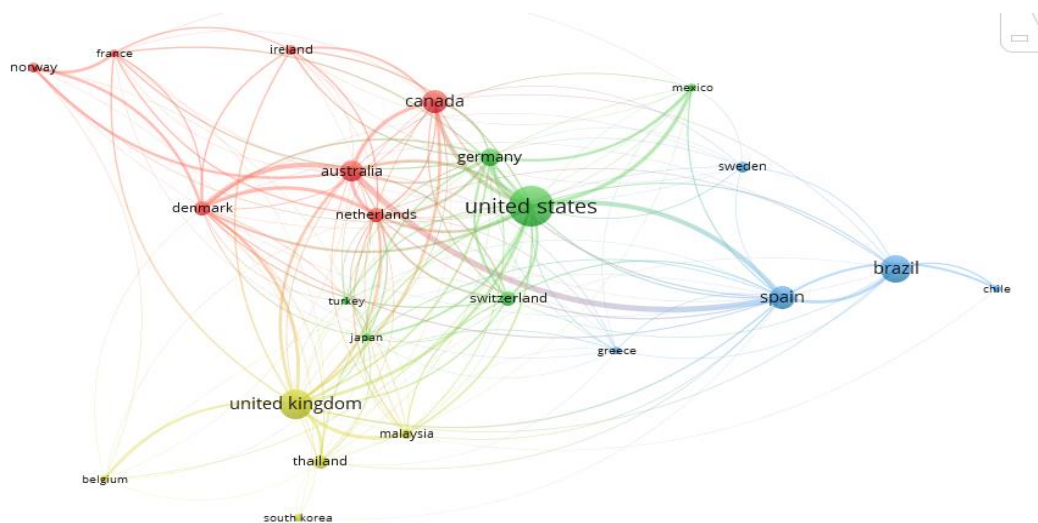 france
ireland
norway
mexico
canada
germany
sweden
australia
united states
denmark
netherlands
brazil
chile
spain
switzerland
turkey
japan
greece
united kingdom
malaysia
thailand
belgium
south korea